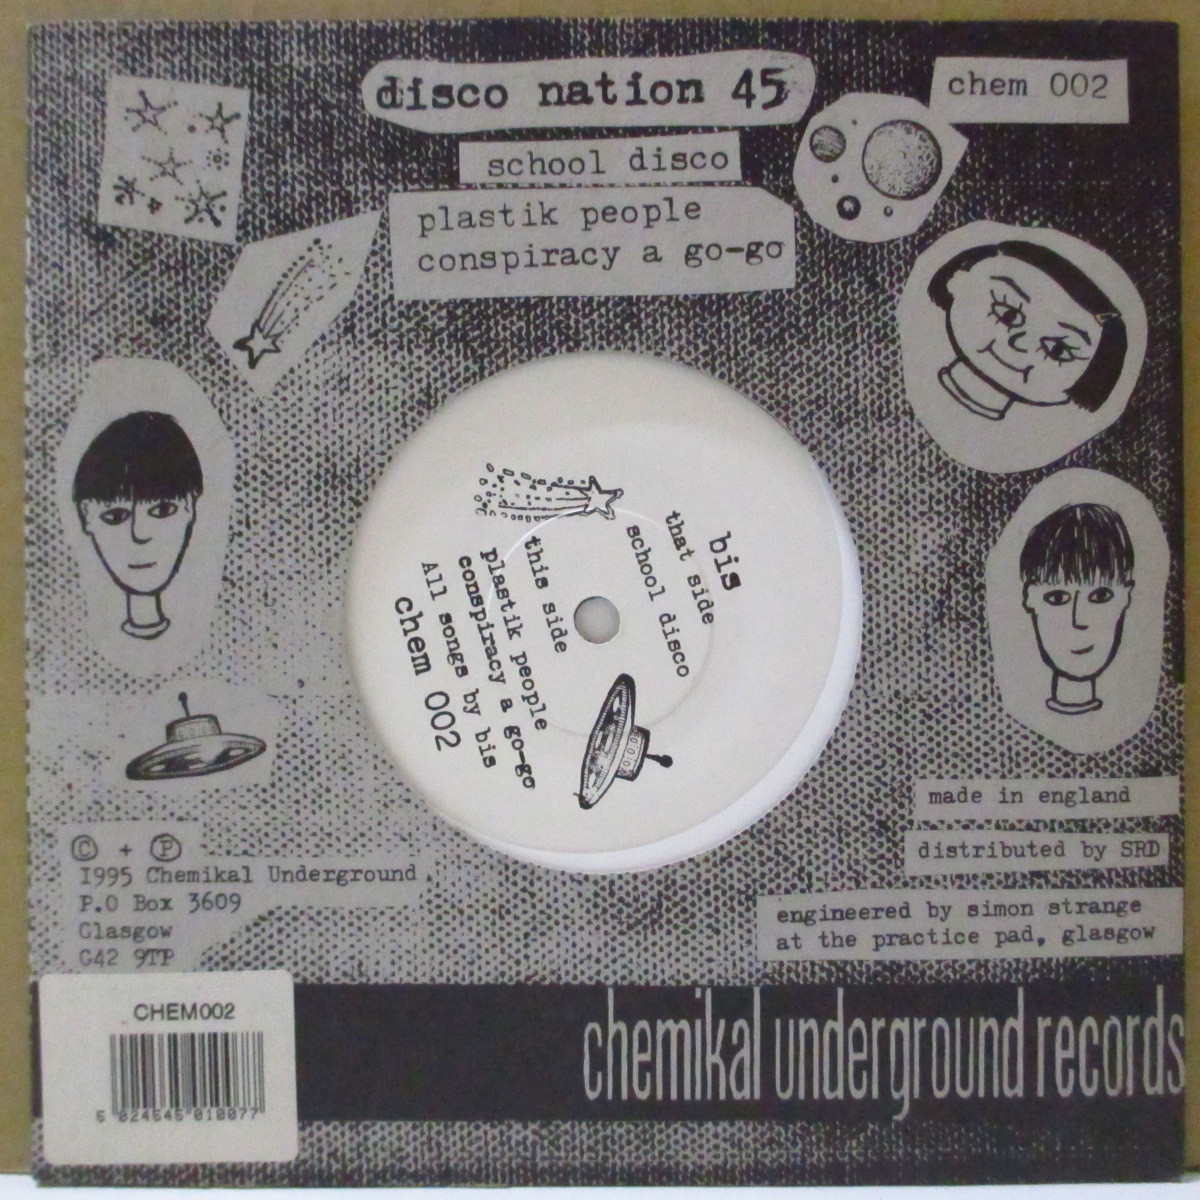 disco nation 45
chem 002
school disco
plastik people
conspiracy a go-go
bis
that side
school disco
this side
plastik people
conspiracy a go-go
All songs by bis
chem 002
made in england
distributed by SRD
engineered by simon strange
at the practice pad, glasgow
© + ℗
1995 Chemikal Underground
P.O Box 3609
Glasgow
G42 9TP
CHEM002
5 024545 010077
chemikal underground records